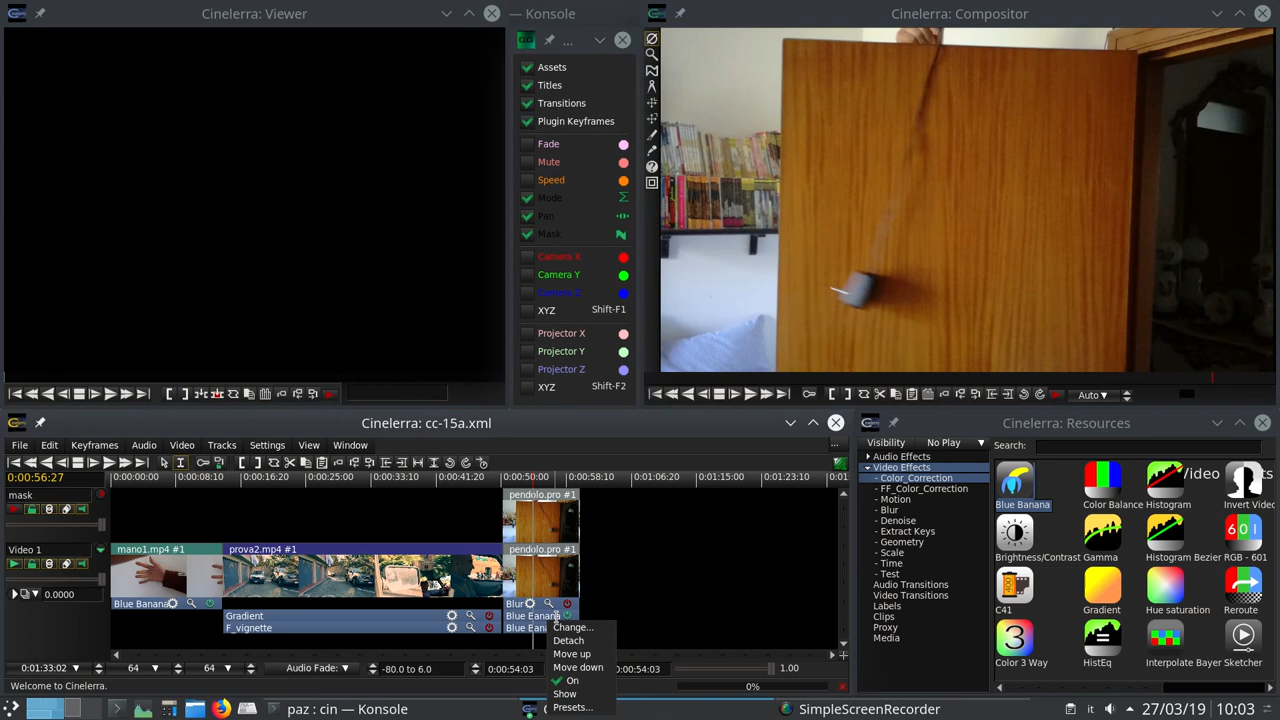 Cinelerra: Viewer
Konsole
Cinelerra: Compositor
...
Assets
Titles
Transitions
Plugin Keyframes
Fade
Mute
Speed
Mode
Pan
Mask
Camera X
Camera Y
Camera Z
XYZ Shift-F1
Projector X
Projector Y
Projector Z
XYZ Shift-F2
Auto
Cinelerra: cc-15a.xml
File Edit Keyframes Audio Video Tracks Settings View Window ...
0:00:56:27
0:00:00:00 0:00:08:10 0:00:16:20 0:00:25:00 0:00:33:10 0:00:41:20 0:00:50:00 0:00:58:10 0:01:06:20 0:01:15:00 0:01:23:10 0:01
mask
pendolo.pro #1
Video 1
mano1.mp4 #1
prova2.mp4 #1
pendolo.pro #1
0.0000
Blue Banana
Blur
Gradient
Blue Banana
F_vignette
Blue Bana
Change...
Detach
Move up
Move down
On
Show
Presets...
0:01:33:02 64 64 Audio Fade: -80.0 to 6.0 0:00:54:03 0:00:54:03 1.00
Welcome to Cinelerra. 0%
Cinelerra: Resources
Visibility No Play Search:
Audio Effects
Video Effects
- Color_Correction
- FF_Color_Correction
- Motion
- Blur
- Denoise
- Extract Keys
- Geometry
- Scale
- Time
- Test
Audio Transitions
Video Transitions
Labels
Clips
Proxy
Media
Blue Banana
Color Balance
Histogram
Invert Video
Brightness/Contrast
Gamma
Histogram Bezier
601
RGB - 601
C41
Gradient
Hue saturation
Reroute
3
Color 3 Way
HistEq
Interpolate Bayer
Sketcher
paz : cin — Konsole
SimpleScreenRecorder
it
27/03/19
10:03